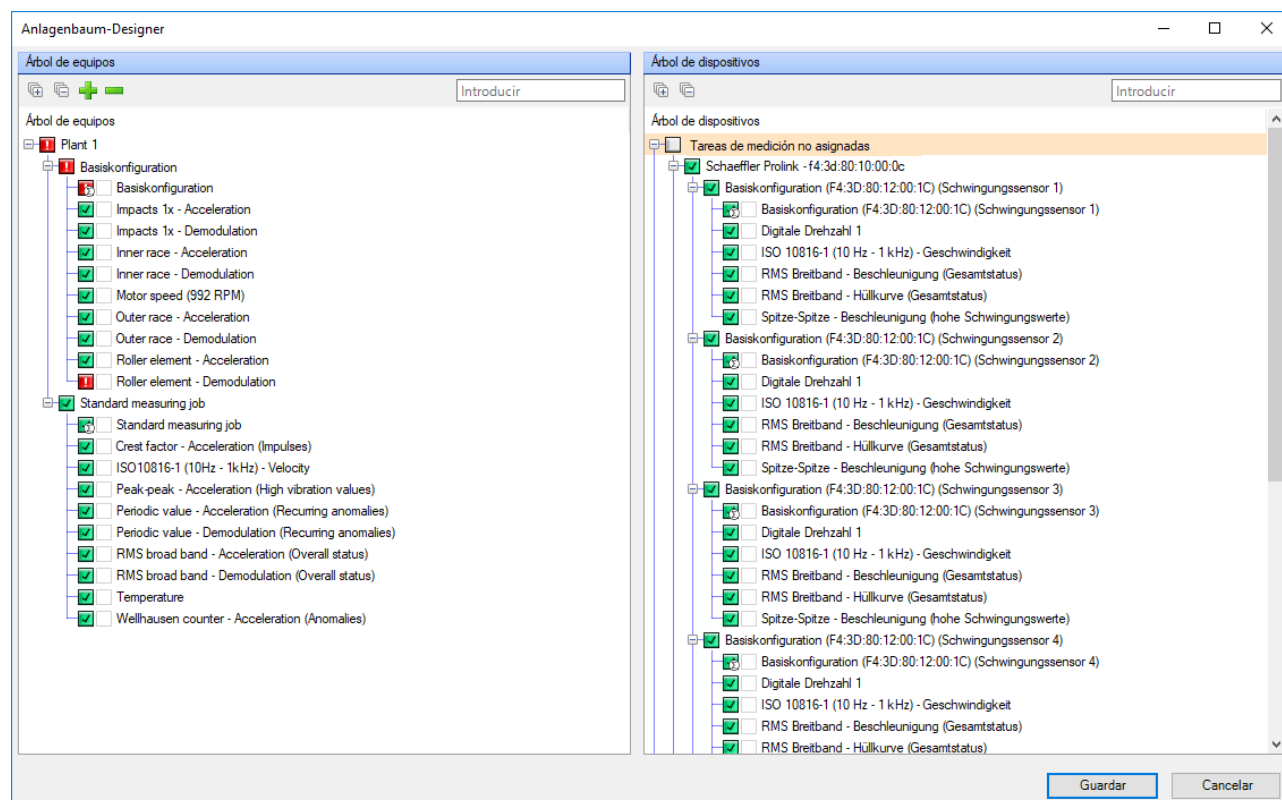 Anlagenbaum-Designer
Árbol de equipos
Introducir
Árbol de equipos
Plant 1
Basiskonfiguration
Basiskonfiguration
Impacts 1x - Acceleration
Impacts 1x - Demodulation
Inner race - Acceleration
Inner race - Demodulation
Motor speed (992 RPM)
Outer race - Acceleration
Outer race - Demodulation
Roller element - Acceleration
Roller element - Demodulation
Standard measuring job
Standard measuring job
Crest factor - Acceleration (Impulses)
ISO10816-1 (10Hz - 1kHz) - Velocity
Peak-peak - Acceleration (High vibration values)
Periodic value - Acceleration (Recurring anomalies)
Periodic value - Demodulation (Recurring anomalies)
RMS broad band - Acceleration (Overall status)
RMS broad band - Demodulation (Overall status)
Temperature
Wellhausen counter - Acceleration (Anomalies)
Árbol de dispositivos
Introducir
Árbol de dispositivos
Tareas de medición no asignadas
Schaeffler Prolink - f4:3d:80:10:00:0c
Basiskonfiguration (F4:3D:80:12:00:1C) (Schwingungssensor 1)
Basiskonfiguration (F4:3D:80:12:00:1C) (Schwingungssensor 1)
Digitale Drehzahl 1
ISO 10816-1 (10 Hz - 1 kHz) - Geschwindigkeit
RMS Breitband - Beschleunigung (Gesamtstatus)
RMS Breitband - Hüllkurve (Gesamtstatus)
Spitze-Spitze - Beschleunigung (hohe Schwingungswerte)
Basiskonfiguration (F4:3D:80:12:00:1C) (Schwingungssensor 2)
Basiskonfiguration (F4:3D:80:12:00:1C) (Schwingungssensor 2)
Digitale Drehzahl 1
ISO 10816-1 (10 Hz - 1 kHz) - Geschwindigkeit
RMS Breitband - Beschleunigung (Gesamtstatus)
RMS Breitband - Hüllkurve (Gesamtstatus)
Spitze-Spitze - Beschleunigung (hohe Schwingungswerte)
Basiskonfiguration (F4:3D:80:12:00:1C) (Schwingungssensor 3)
Basiskonfiguration (F4:3D:80:12:00:1C) (Schwingungssensor 3)
Digitale Drehzahl 1
ISO 10816-1 (10 Hz - 1 kHz) - Geschwindigkeit
RMS Breitband - Beschleunigung (Gesamtstatus)
RMS Breitband - Hüllkurve (Gesamtstatus)
Spitze-Spitze - Beschleunigung (hohe Schwingungswerte)
Basiskonfiguration (F4:3D:80:12:00:1C) (Schwingungssensor 4)
Basiskonfiguration (F4:3D:80:12:00:1C) (Schwingungssensor 4)
Digitale Drehzahl 1
ISO 10816-1 (10 Hz - 1 kHz) - Geschwindigkeit
RMS Breitband - Beschleunigung (Gesamtstatus)
RMS Breitband - Hüllkurve (Gesamtstatus)
Guardar
Cancelar